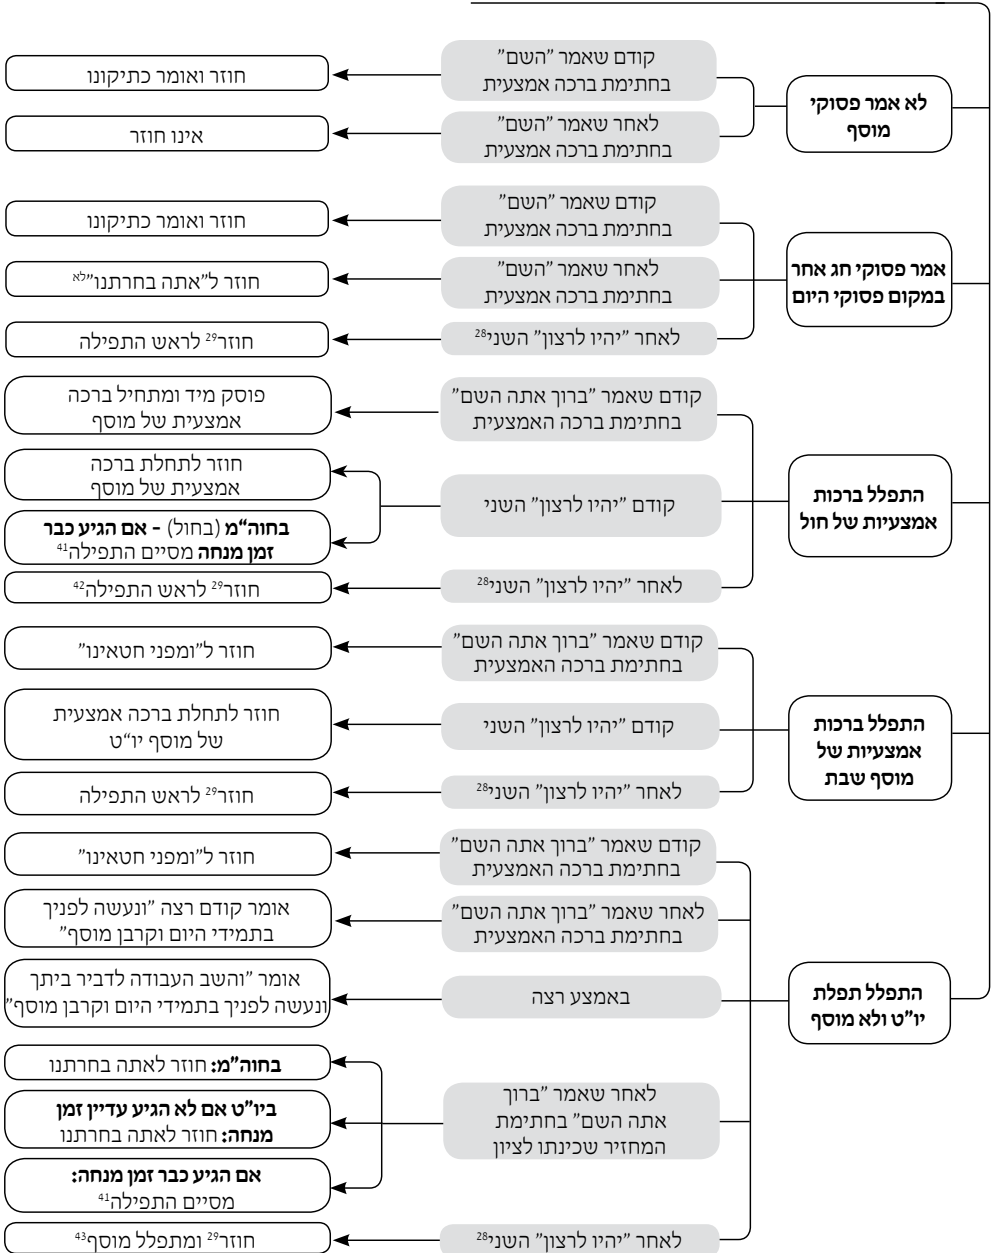 לא אמר פסוקי
מוסף
קודם שאמר "השם"
בחתימת ברכה אמצעית
חוזר ואומר כתיקונו
לאחר שאמר "השם"
בחתימת ברכה אמצעית
אינו חוזר
אמר פסוקי חג אחר
במקום פסוקי היום
קודם שאמר "השם"
בחתימת ברכה אמצעית
חוזר ואומר כתיקונו
לאחר שאמר "השם"
בחתימת ברכה אמצעית
חוזר ל"אתה בחרתנו"לא
לאחר "יהיו לרצון" השני28
חוזר29 לראש התפילה
התפלל ברכות
אמצעיות של חול
קודם שאמר "ברוך אתה השם"
בחתימת ברכה האמצעית
פוסק מיד ומתחיל ברכה
אמצעית של מוסף
קודם "יהיו לרצון" השני
חוזר לתחלת ברכה
אמצעית של מוסף
בחוה"מ (בחול) - אם הגיע כבר
זמן מנחה מסיים התפילה41
לאחר "יהיו לרצון" השני28
חוזר29 לראש התפילה42
התפלל ברכות
אמצעיות של
מוסף שבת
קודם שאמר "ברוך אתה השם"
בחתימת ברכה האמצעית
חוזר ל"ומפני חטאינו"
קודם "יהיו לרצון" השני
חוזר לתחלת ברכה אמצעית
של מוסף יו"ט
לאחר "יהיו לרצון" השני28
חוזר29 לראש התפילה
התפלל תפלת
יו"ט ולא מוסף
קודם שאמר "ברוך אתה השם"
בחתימת ברכה האמצעית
חוזר ל"ומפני חטאינו"
לאחר שאמר "ברוך אתה השם"
בחתימת ברכה האמצעית
אומר קודם רצה "ונעשה לפניך
בתמידי היום וקרבן מוסף"
באמצע רצה
אומר "והשב העבודה לדביר ביתך
ונעשה לפניך בתמידי היום וקרבן מוסף"
לאחר שאמר "ברוך
אתה השם" בחתימת
המחזיר שכינתו לציון
בחוה"מ: חוזר לאתה בחרתנו
ביו"ט אם לא הגיע עדיין זמן
מנחה: חוזר לאתה בחרתנו
אם הגיע כבר זמן מנחה:
מסיים התפילה41
לאחר "יהיו לרצון" השני28
חוזר29 ומתפלל מוסף43